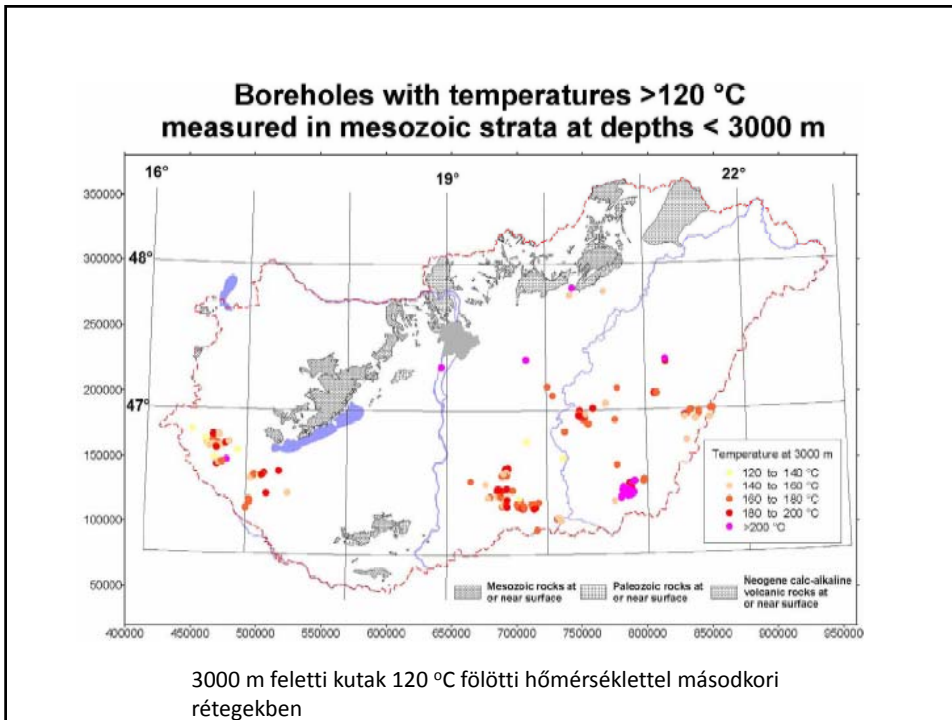 Boreholes with temperatures >120 °C
measured in mesozoic strata at depths < 3000 m
16°
19°
22°
300000
48°
300000
250000
200000
47°
150000
100000
50000
Temperature at 3000 m
120 to 140 °C
140 to 160 °C
160 to 180 °C
180 to 200 °C
>200 °C
Mesozoic rocks at
or near surface
Paleozoic rocks at
or near surface
Neogene calc-alkaline
volcanic rocks at
or near surface
400000 450000 500000 550000 600000 650000 700000 750000 800000 850000 900000 950000
3000 m feletti kutak 120 °C fölötti hőmérséklettel másodkori
rétegekben